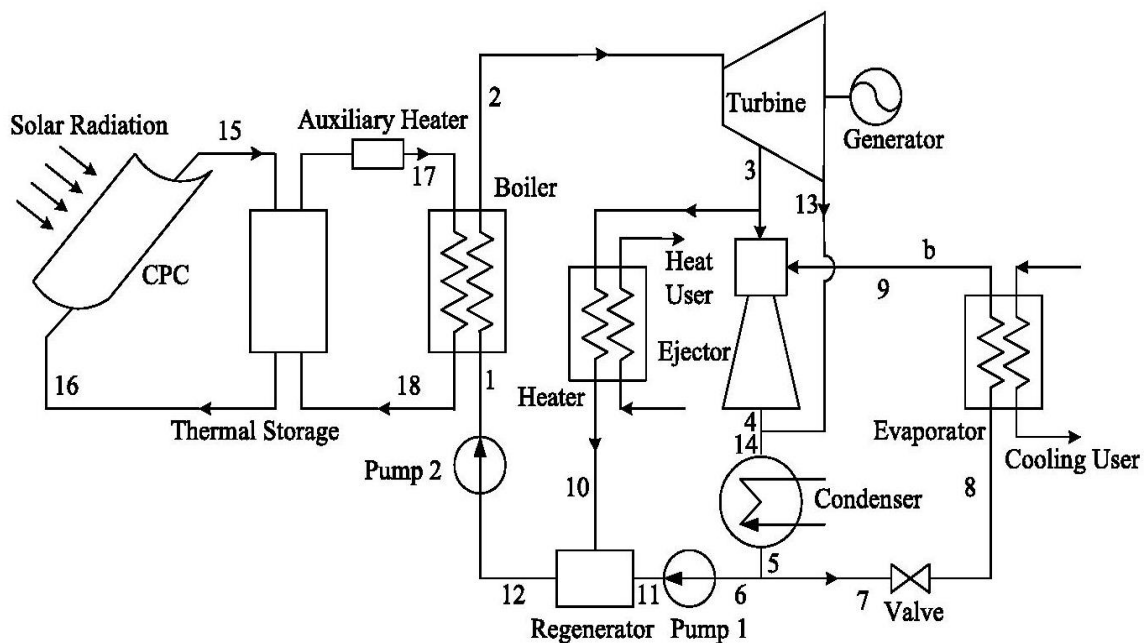 Solar Radiation
15
Auxiliary Heater
17
2
Boiler
Turbine
Generator
3
13
CPC
Heat
User
b
9
Ejector
16
Thermal Storage
18
1
Heater
4
14
Evaporator
Cooling User
Pump 2
10
Condenser
8
5
12
11
6
7
Regenerator
Pump 1
Valve